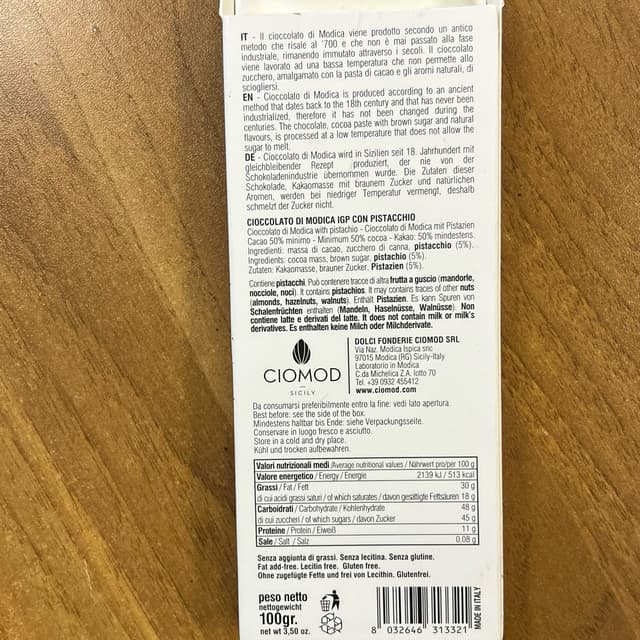 IT - Il cioccolato di Modica viene prodotto secondo un antico
metodo che risale al '700 e che non è mai passato alla fase
industriale, rimanendo immutato attraverso i secoli. Il cioccolato
viene lavorato ad una bassa temperatura che non permette allo
zucchero, amalgamato con la pasta di cacao e gli aromi naturali, di
sciogliersi.
EN - Cioccolato di Modica is produced according to an ancient
method that dates back to the 18th century and that has never been
industrialized, therefore it has not been changed during the
centuries. The chocolate, cocoa paste with brown sugar and natural
flavours, is processed at a low temperature that does not allow the
sugar to melt.
DE - Cioccolato di Modica wird in Sizilien seit 18. Jahrhundert mit
gleichbleibender Rezept produziert, der nie von der
Schokoladenindustrie übernommen wurde. Die Zutaten dieser
Schokolade, Kakaomasse mit braunem Zucker und natürlichen
Aromen, werden bei niedriger Temperatur vermengt, deshalb
schmelzt der Zucker nicht.
CIOCCOLATO DI MODICA IGP CON PISTACCHIO
Cioccolato di Modica with pistachio - Cioccolato di Modica mit Pistazien
Cacao 50% minimo - Minimum 50% cocoa - Kakao: 50% mindestens.
Ingredienti: massa di cacao, zucchero di canna, pistacchio (5%).
Ingredients: cocoa mass, brown sugar, pistachio (5%).
Zutaten: Kakaomasse, brauner Zucker, Pistazien (5%).
Contiene pistacchi. Può contenere tracce di altra frutta a guscio (mandorle,
nocciole, noci). It contains pistachios. It may contains traces of other nuts
(almonds, hazelnuts, walnuts). Enthält Pistazien. Es kann Spuren von
Schalenfrüchten enthalten (Mandeln, Haselnüsse, Walnüsse). Non
contiene latte e derivati del latte. It does not contain milk or milk's
derivatives. Es enthalten keine Milch oder Milchderivate.
CIOMOD
SICILY
DOLCI FONDERIE CIOMOD SRL
Via Naz. Modica Ispica snc
97015 Modica (RG) Sicily-Italy
Laboratorio in Modica
C.da Michelica Z.A. lotto 70
Tel. +39 0932 455412
www.ciomod.com
Da consumarsi preferibilmente entro la fine: vedi lato apertura.
Best before: see the side of the box.
Mindestens haltbar bis Ende: siehe Verpackungsseite.
Conservare in luogo fresco e asciutto.
Store in a cold and dry place.
Kühl und trocken aufbewahren.
Valori nutrizionali medi /Average nutritional values / Nährwert pro/per 100 g
Valore energetico / Energy / Energie 2139 kJ / 513 kcal
Grassi / Fat / Fett 30 g
di cui acidi grassi saturi / of which saturates / davon gesättigte Fettsäuren 18 g
Carboidrati / Carbohydrate / Kohlenhydrate 48 g
di cui zuccheri / of which sugars / davon Zucker 45 g
Proteine / Protein / Eiweiß 11 g
Sale / Salt / Salz 0.08 g
Senza aggiunta di grassi. Senza lecitina. Senza glutine.
Fat add-free. Lecitin free. Gluten free.
Ohne zugefügte Fette und frei von Lecithin. Glutenfrei.
peso netto
nettogewicht
100gr.
net wt 3,50 oz.
8 032646 313321
MADE IN ITALY